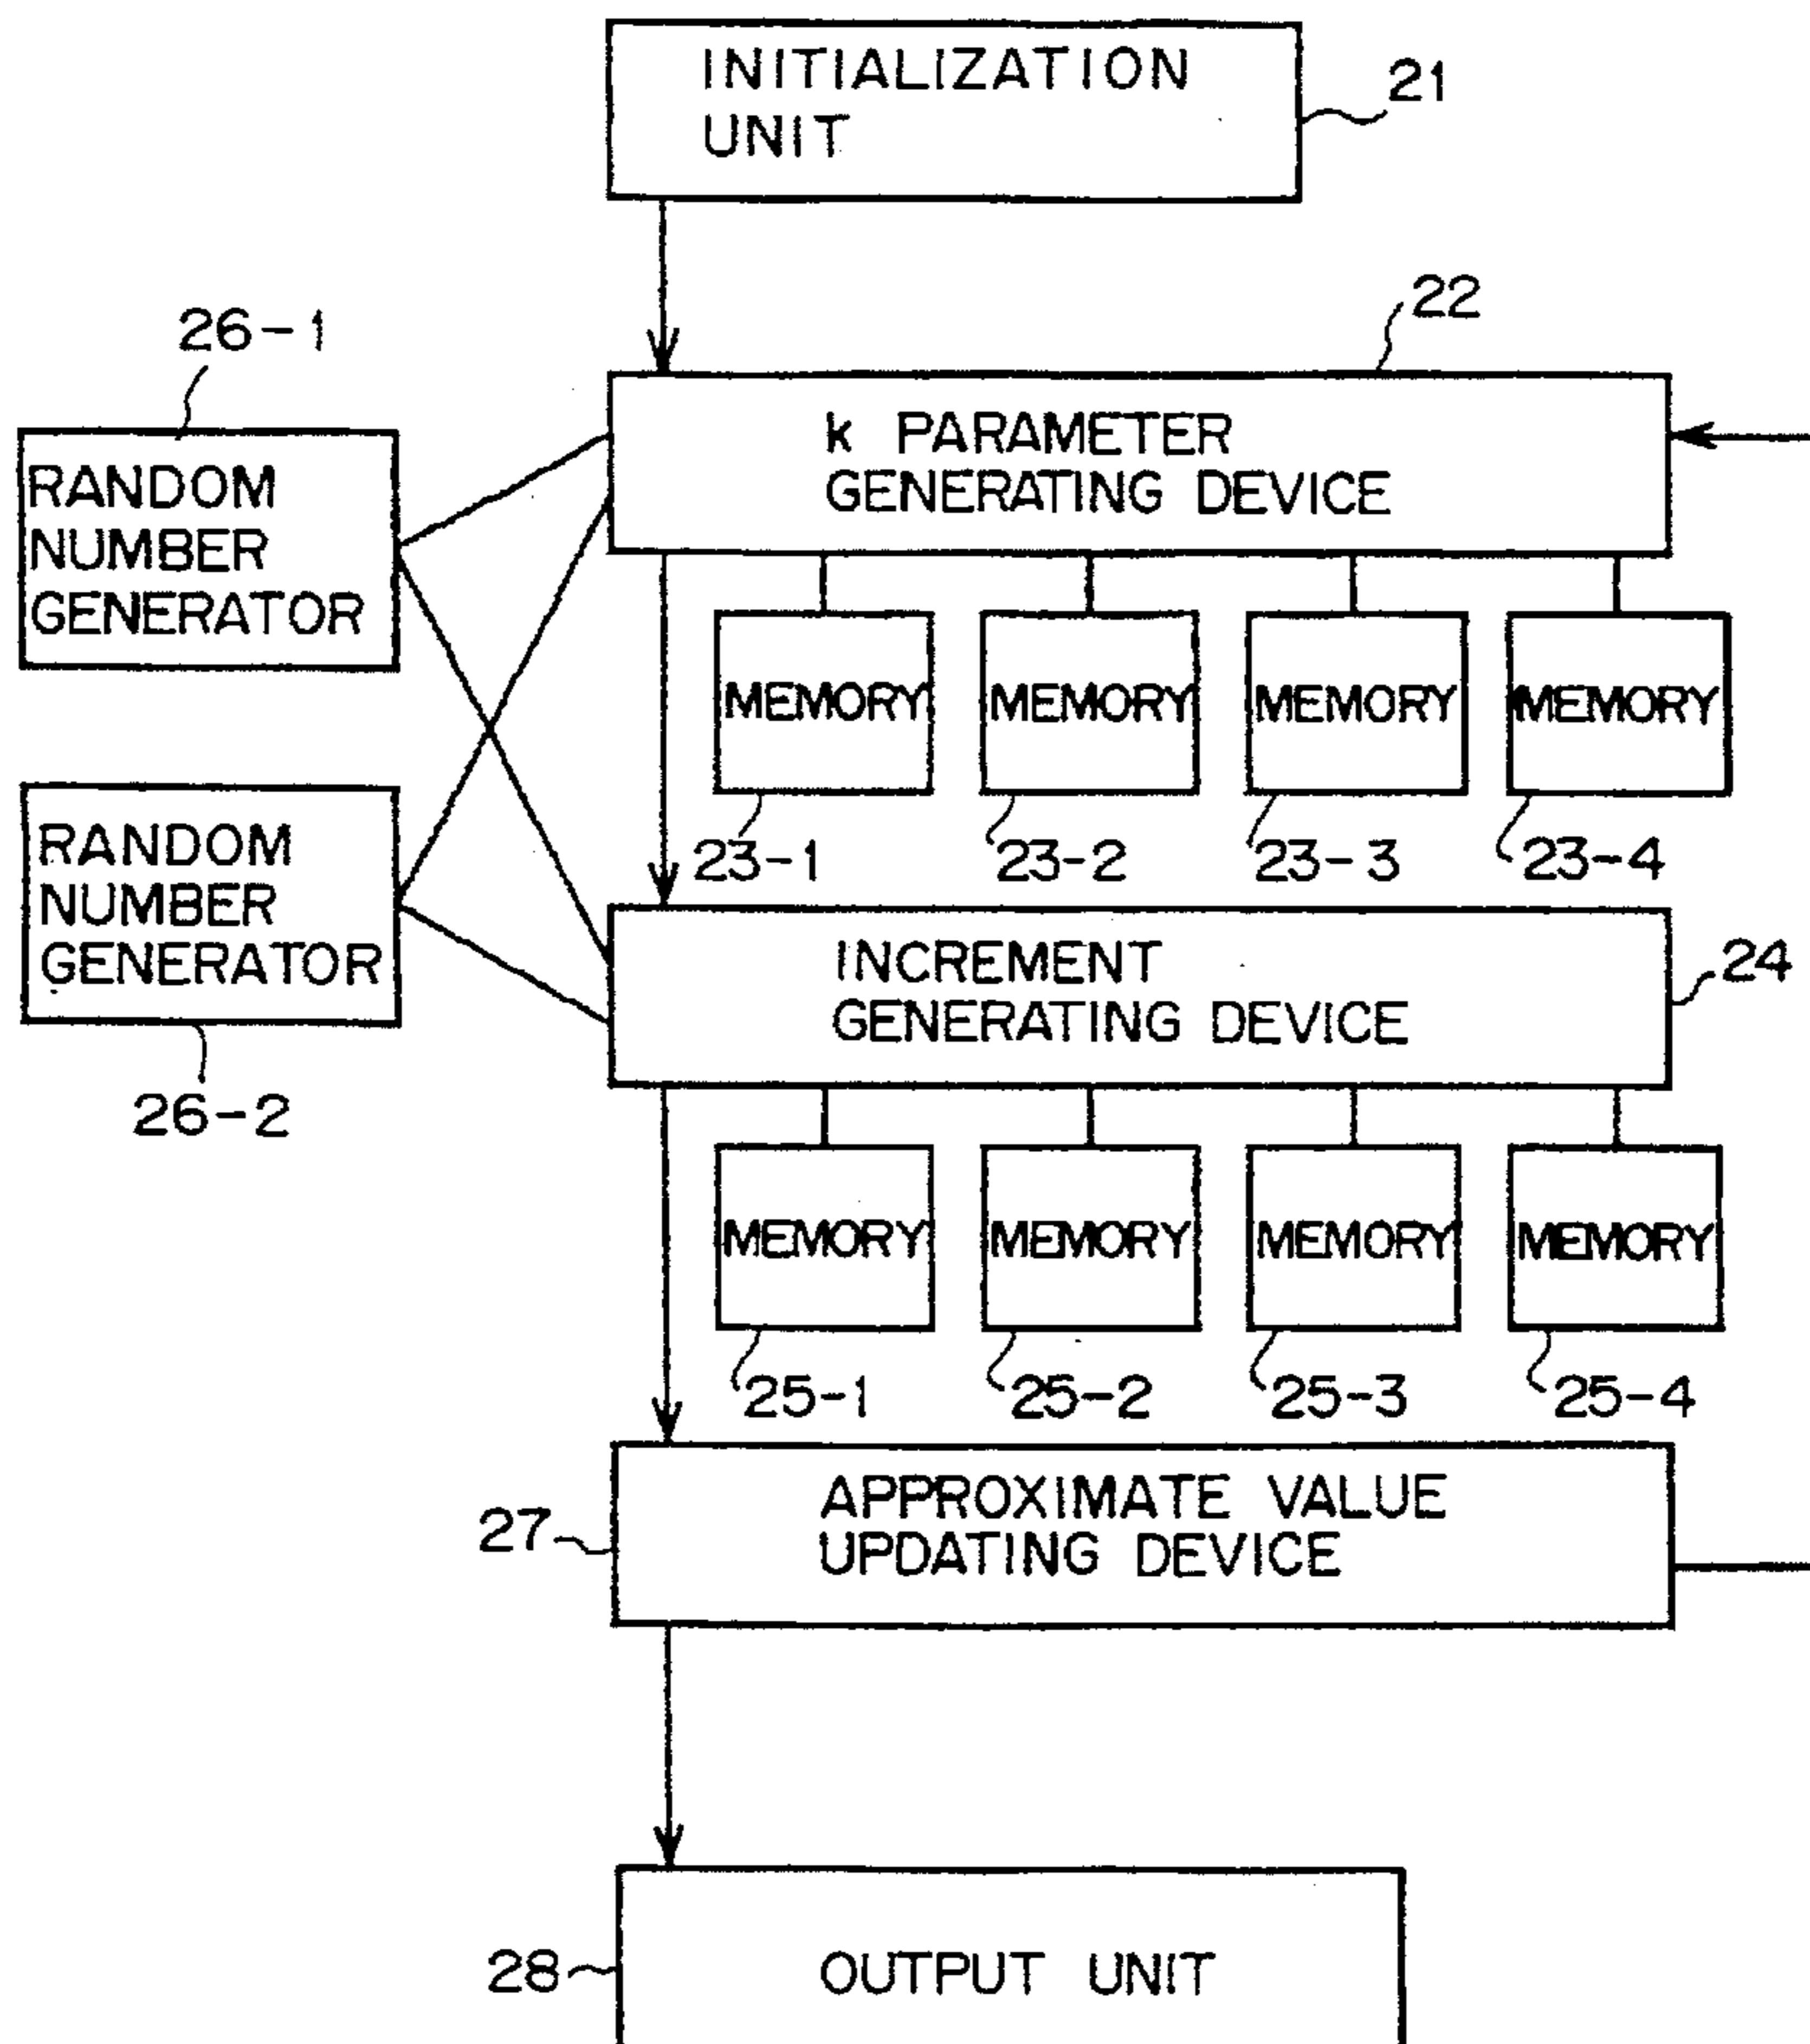 INITIALIZATION
UNIT
21
22
26-1
k PARAMETER
GENERATING DEVICE
RANDOM
NUMBER
GENERATOR
MEMORY MEMORY MEMORY MEMORY
23-1 23-2 23-3 23-4
RANDOM
NUMBER
GENERATOR
26-2
INCREMENT
GENERATING DEVICE
24
MEMORY MEMORY MEMORY MEMORY
25-1 25-2 25-3 25-4
APPROXIMATE VALUE
UPDATING DEVICE
27
28
OUTPUT UNIT